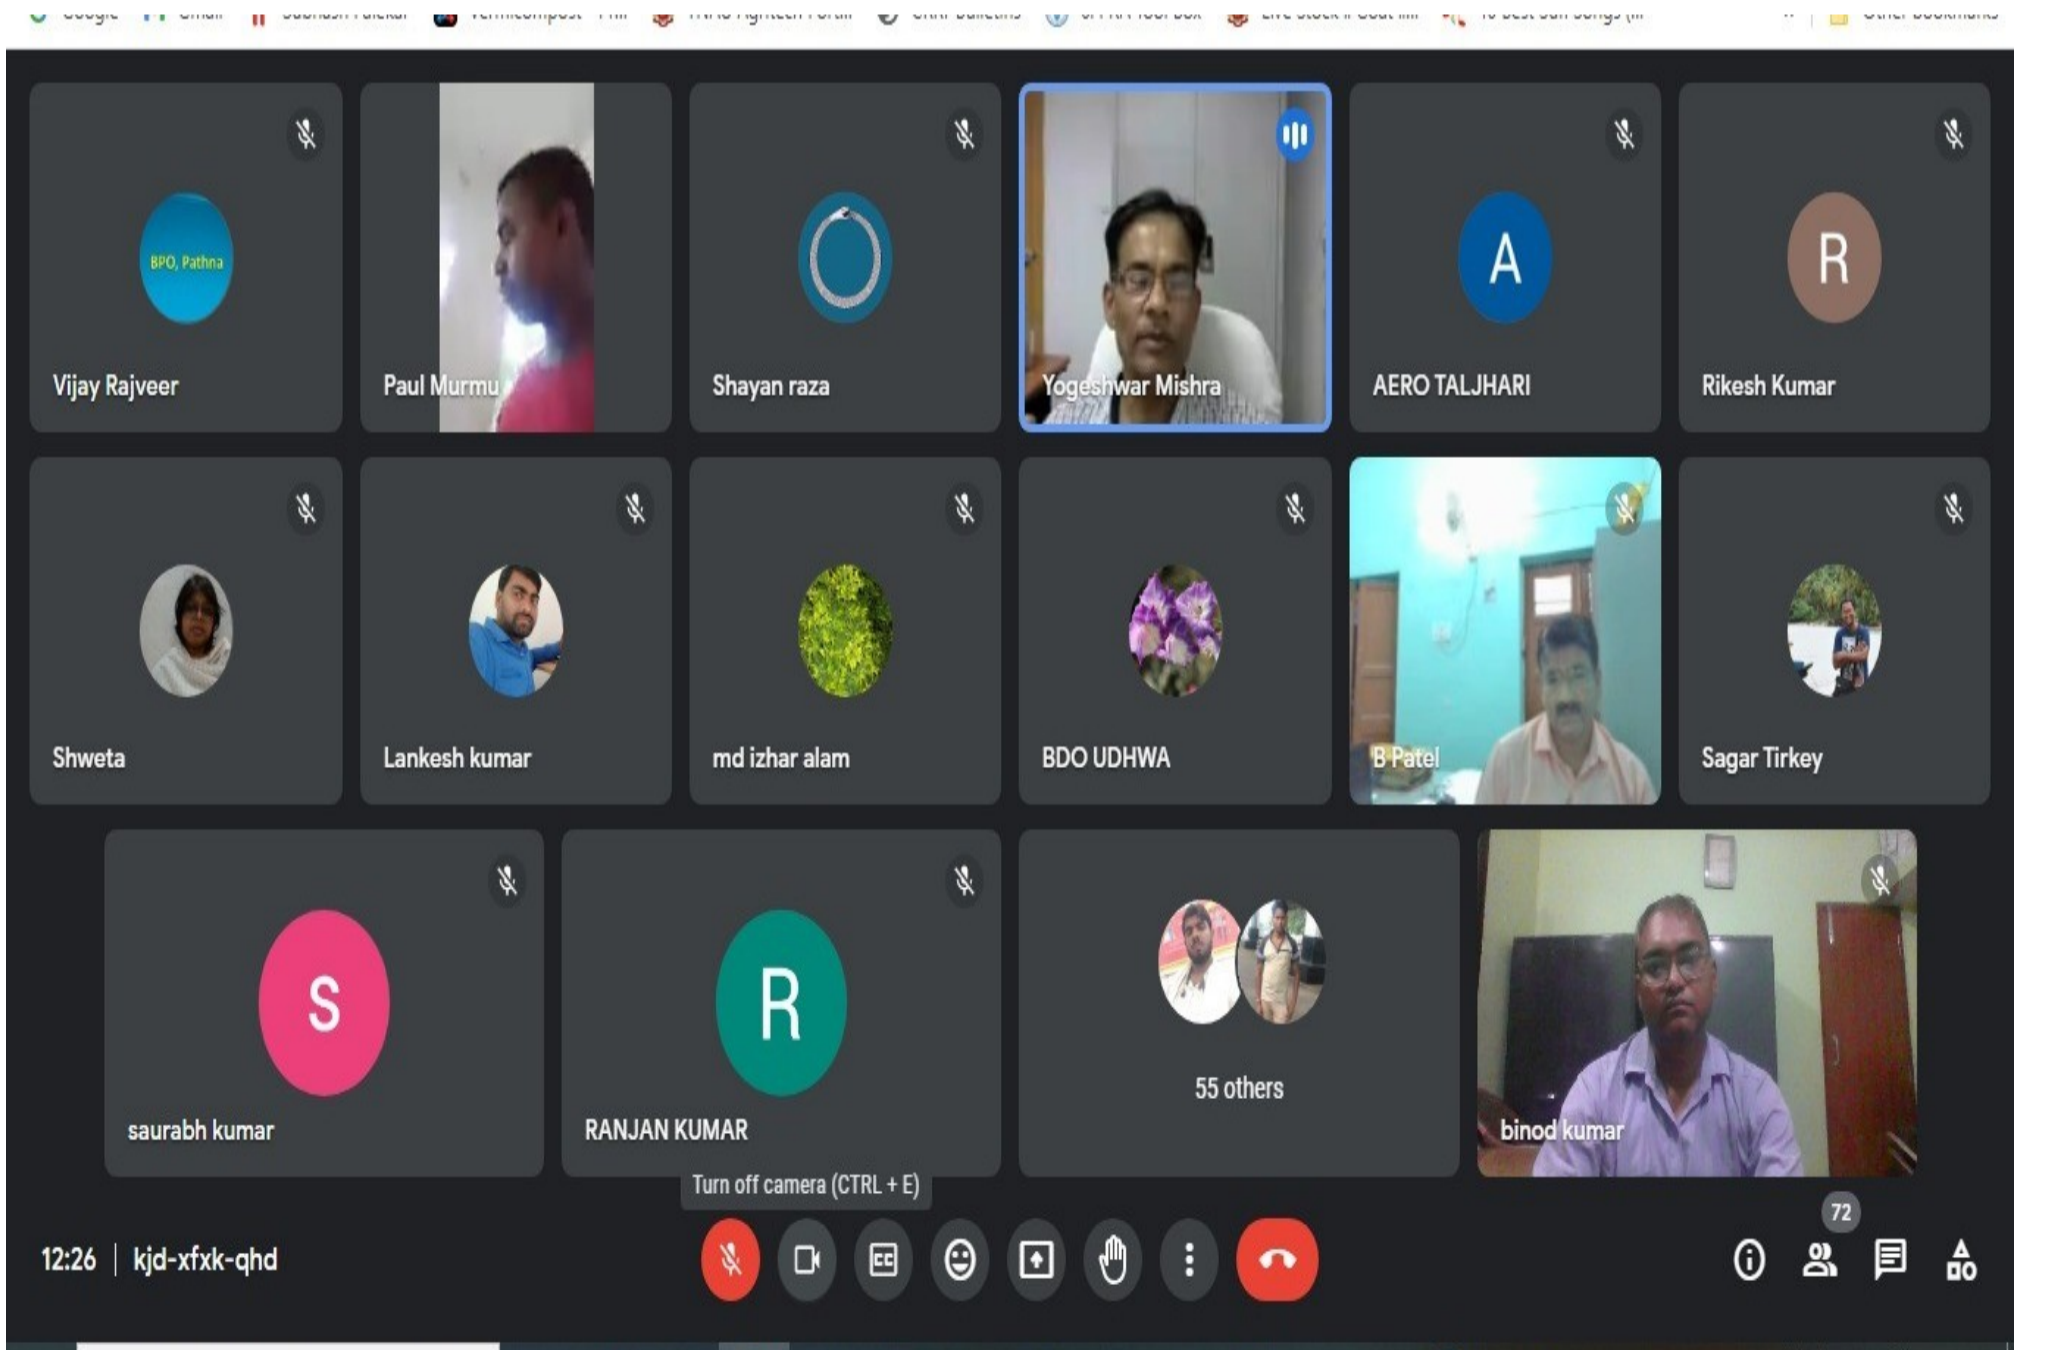 BPO, Pathna
Vijay Rajveer
Paul Murmu
Shayan raza
Yogeshwar Mishra
A
AERO TALJHARI
R
Rikesh Kumar
Shweta
Lankesh kumar
md izhar alam
BDO UDHWA
B Patel
Sagar Tirkey
S
saurabh kumar
R
RANJAN KUMAR
55 others
binod kumar
Turn off camera (CTRL + E)
72
12:26 | kjd-xfxk-qhd
CC